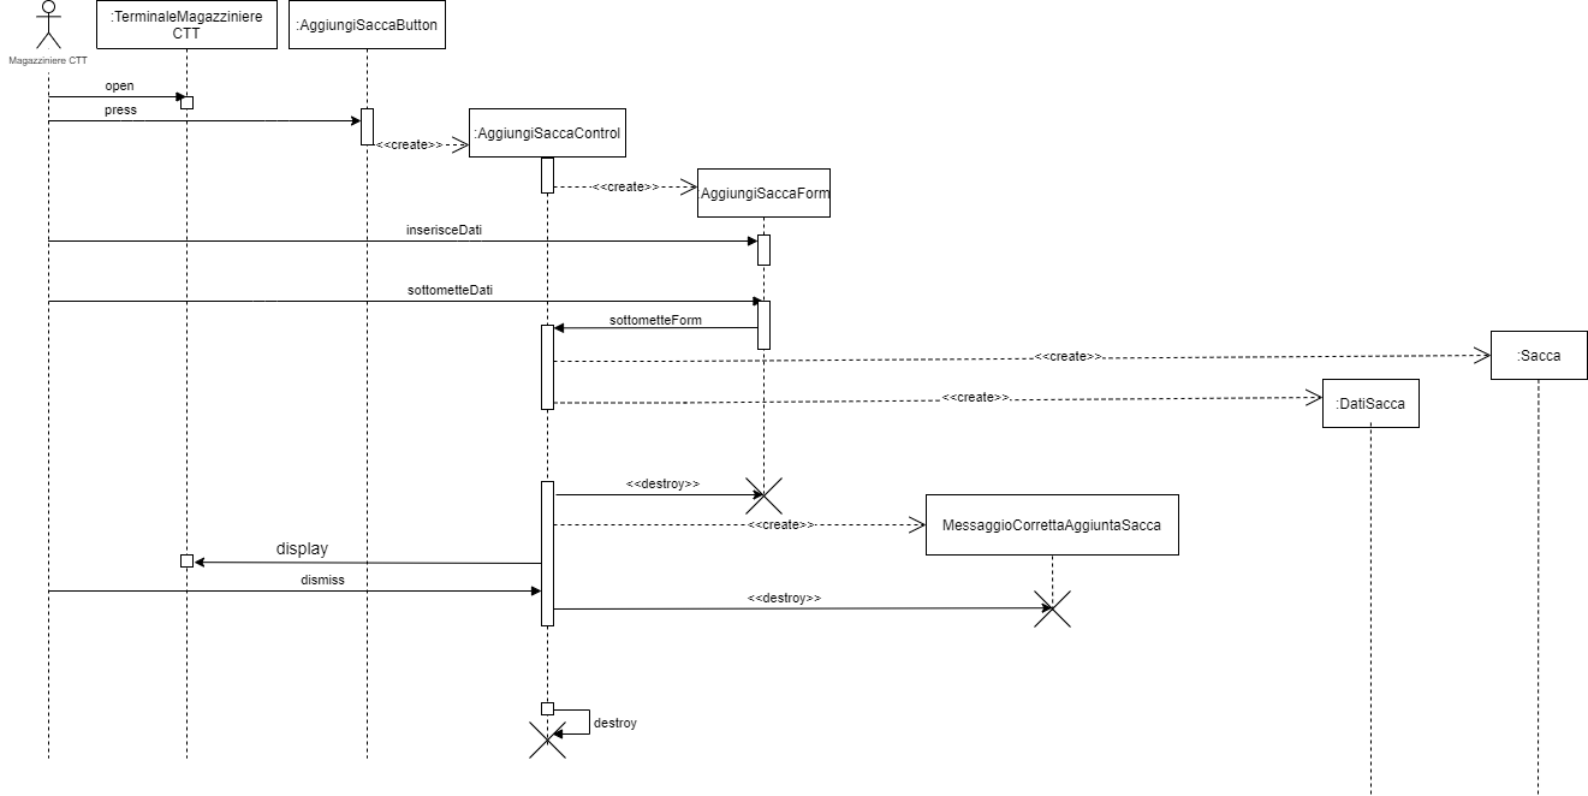 :TerminaleMagazziniere
CTT
:AggiungiSaccaButton
Magazziniere CTT
open
press
<<create>>
:AggiungiSaccaControl
<<create>>
:AggiungiSaccaForm
inserisceDati
sottometteDati
sottometteForm
<<create>>
:Sacca
<<create>>
:DatiSacca
<<destroy>>
<<create>>
MessaggioCorrettaAggiuntaSacca
display
dismiss
<<destroy>>
destroy